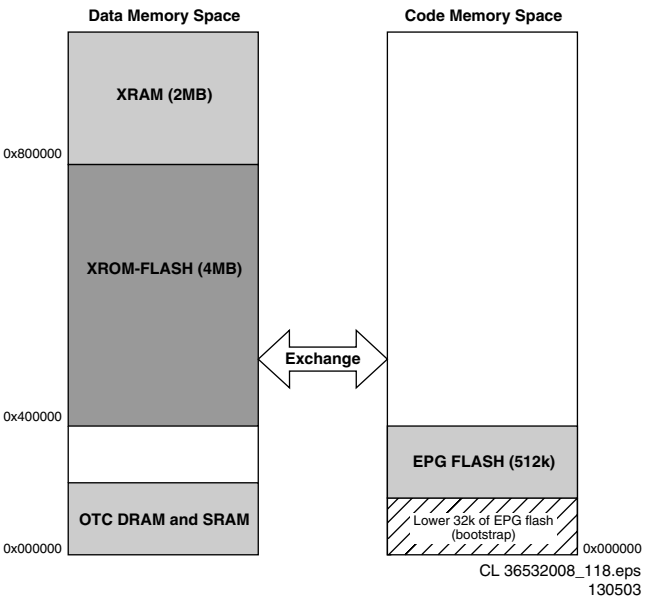 Data Memory Space
Code Memory Space
XRAM (2MB)
0x800000
XROM-FLASH (4MB)
Exchange
0x400000
EPG FLASH (512k)
OTC DRAM and SRAM
Lower 32k of EPG flash
(bootstrap)
0x000000
0x000000
CL 36532008_118.eps
130503